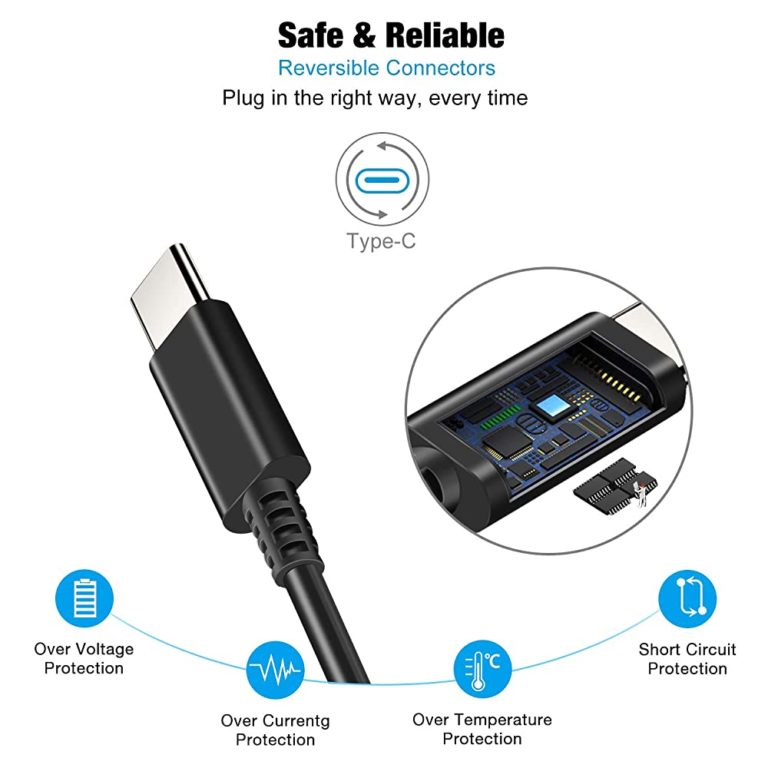 Safe & Reliable
Reversible Connectors
Plug in the right way, every time
Type-C
Over Voltage
Protection
Over Currentg
Protection
°C
Over Temperature
Protection
Short Circuit
Protection